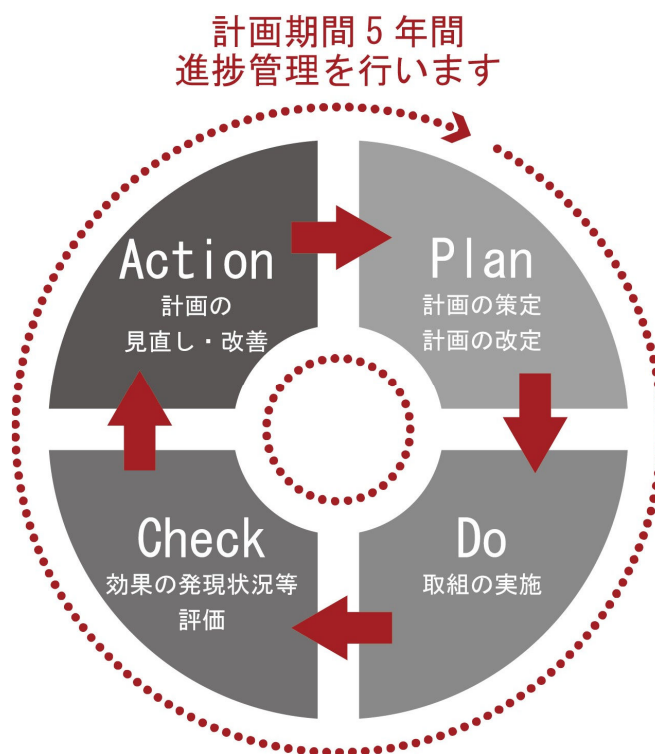 計画期間5年間
進捗管理を行います
Action
計画の
見直し・改善
Plan
計画の策定
計画の改定
Check
効果の発現状況等
評価
Do
取組の実施